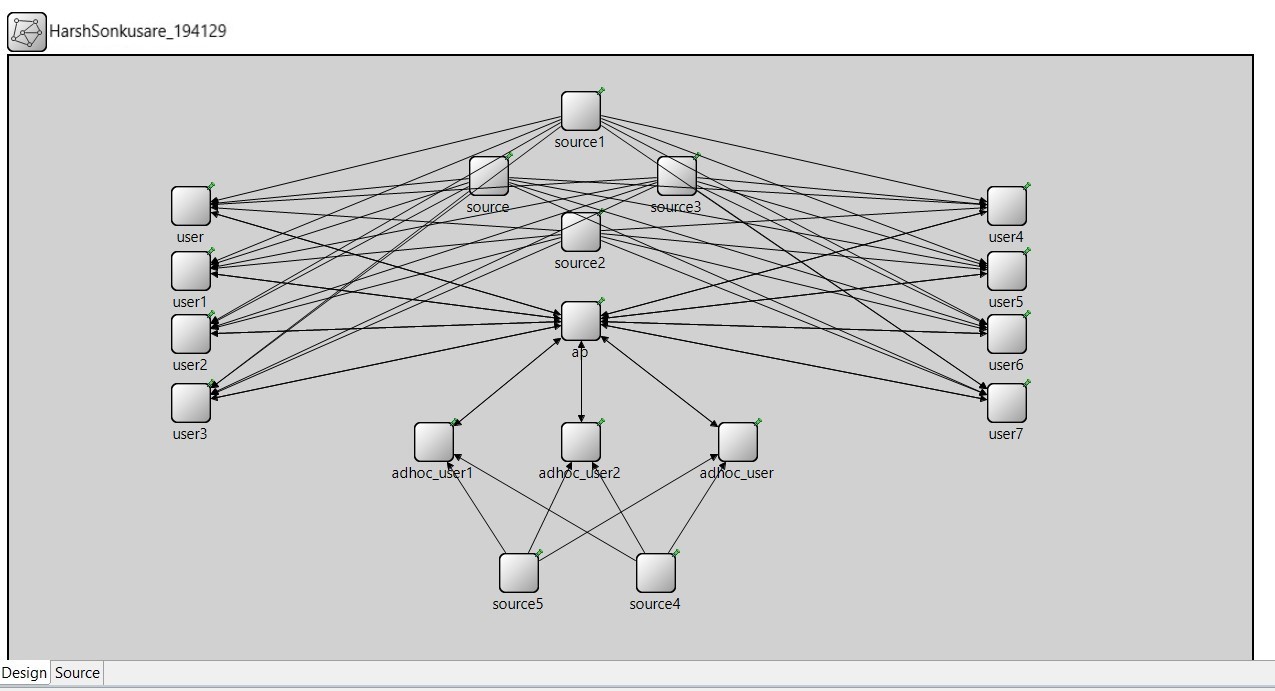 HarshSonkusare_194129
source1
source
source3
user
user4
source2
user1
user5
ap
user2
user6
user3
user7
adhoc_user1
adhoc_user2
adhoc_user
source5
source4
Design
Source